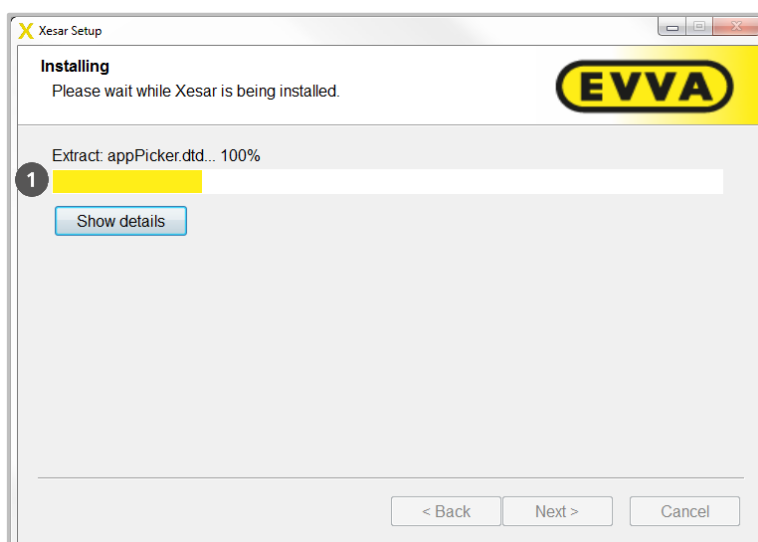 Xesar Setup
Installing
Please wait while Xesar is being installed.
EVVA
Extract: appPicker.dtd... 100%
1
Show details
< Back Next > Cancel